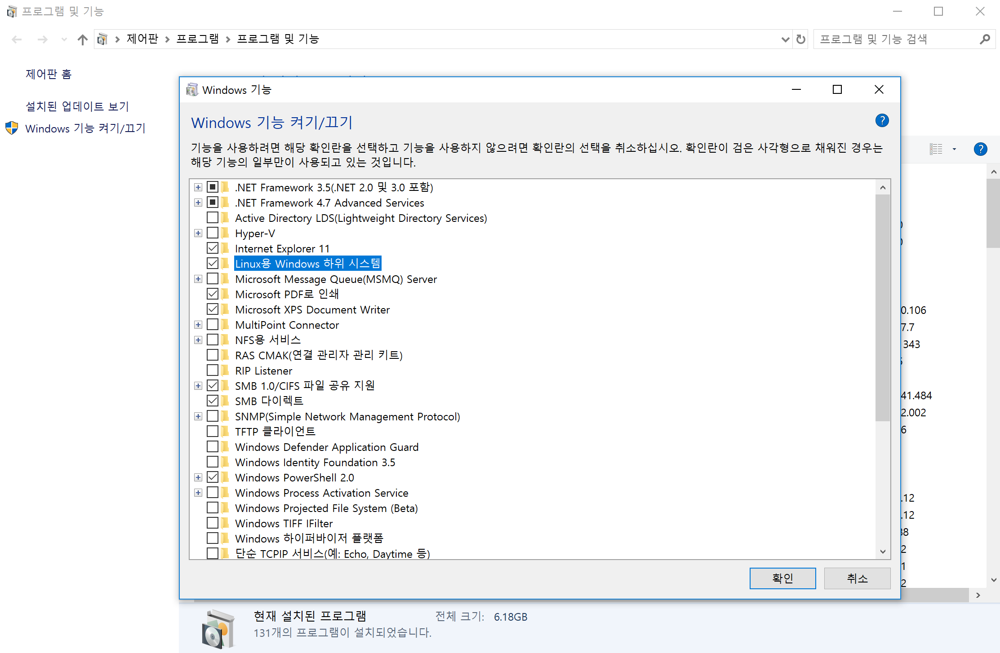 프로그램 및 기능
제어판 > 프로그램 > 프로그램 및 기능
프로그램 및 기능 검색
제어판 홈
설치된 업데이트 보기
Windows 기능 켜기/끄기
Windows 기능
Windows 기능 켜기/끄기
기능을 사용하려면 해당 확인란을 선택하고 기능을 사용하지 않으려면 확인란의 선택을 취소하십시오. 확인란이 검은 사각형으로 채워진 경우는
해당 기능의 일부만이 사용되고 있는 것입니다.
.NET Framework 3.5(.NET 2.0 및 3.0 포함)
.NET Framework 4.7 Advanced Services
Active Directory LDS(Lightweight Directory Services)
Hyper-V
Internet Explorer 11
Linux용 Windows 하위 시스템
Microsoft Message Queue(MSMQ) Server
Microsoft PDF로 인쇄
Microsoft XPS Document Writer
MultiPoint Connector
NFS용 서비스
RAS CMAK(연결 관리자 관리 키트)
RIP Listener
SMB 1.0/CIFS 파일 공유 지원
SMB 다이렉트
SNMP(Simple Network Management Protocol)
TFTP 클라이언트
Windows Defender Application Guard
Windows Identity Foundation 3.5
Windows PowerShell 2.0
Windows Process Activation Service
Windows Projected File System (Beta)
Windows TIFF IFilter
Windows 하이퍼바이저 플랫폼
단순 TCPIP 서비스(예: Echo, Daytime 등)
확인
취소
0.106
7.7
343
41.484
2.002
6
.12
.12
2
1
2
현재 설치된 프로그램
전체 크기: 6.18GB
131개의 프로그램이 설치되었습니다.